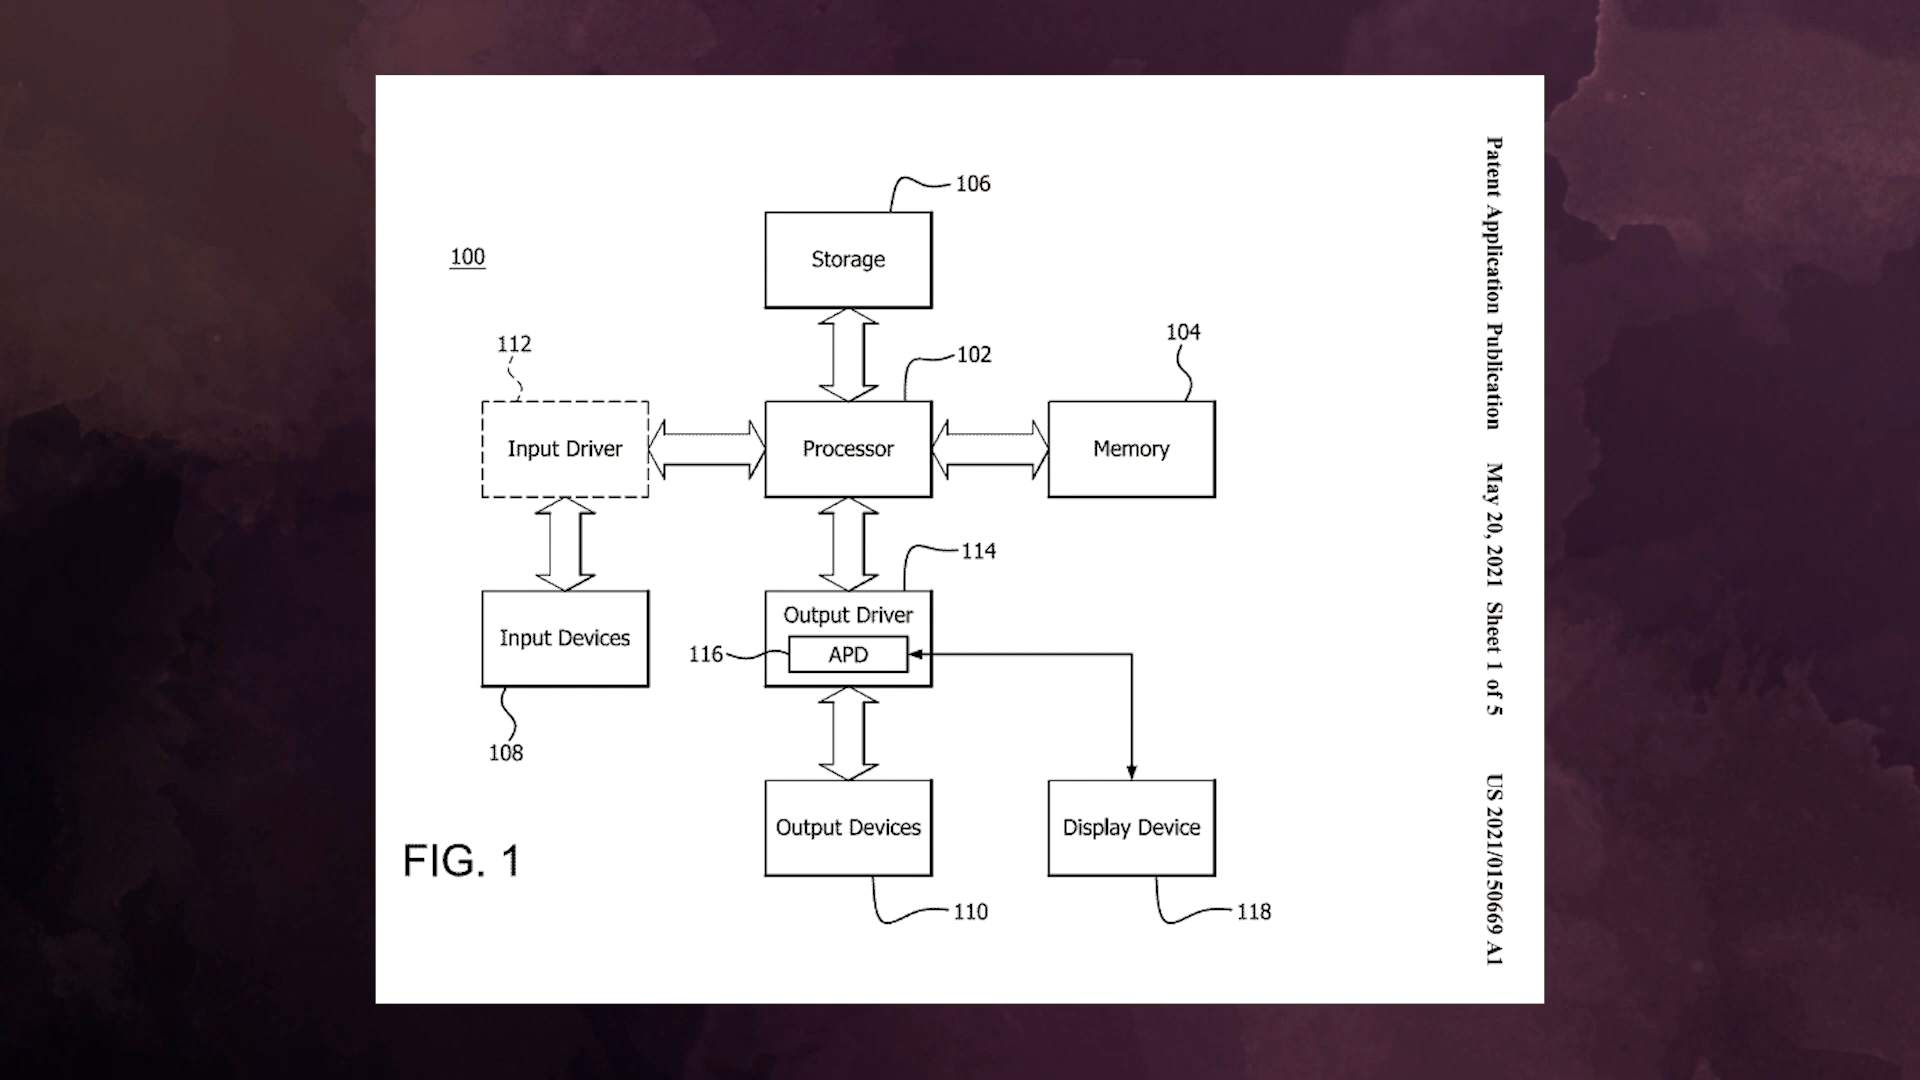 Patent Application Publication May 20, 2021 Sheet 1 of 5 US 2021/0150669 A1
100
106
Storage
112
102
104
Input Driver
Processor
Memory
114
Output Driver
116
APD
Input Devices
108
Output Devices
Display Device
FIG. 1
110
118